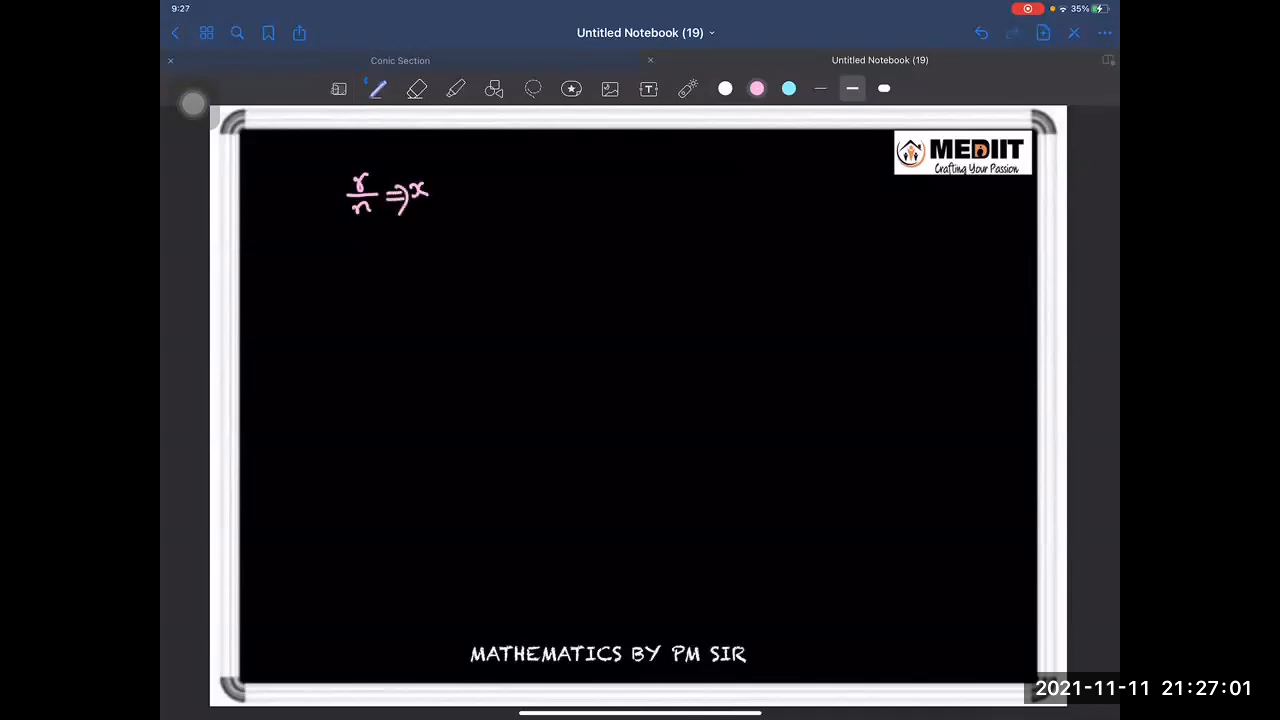 9:27
35%
Untitled Notebook (19)
Conic Section
Untitled Notebook (19)
T
MEDIIT
Crafting Your Passion
r/n ⇒ x
MATHEMATICS BY PM SIR
2021-11-11 21:27:01